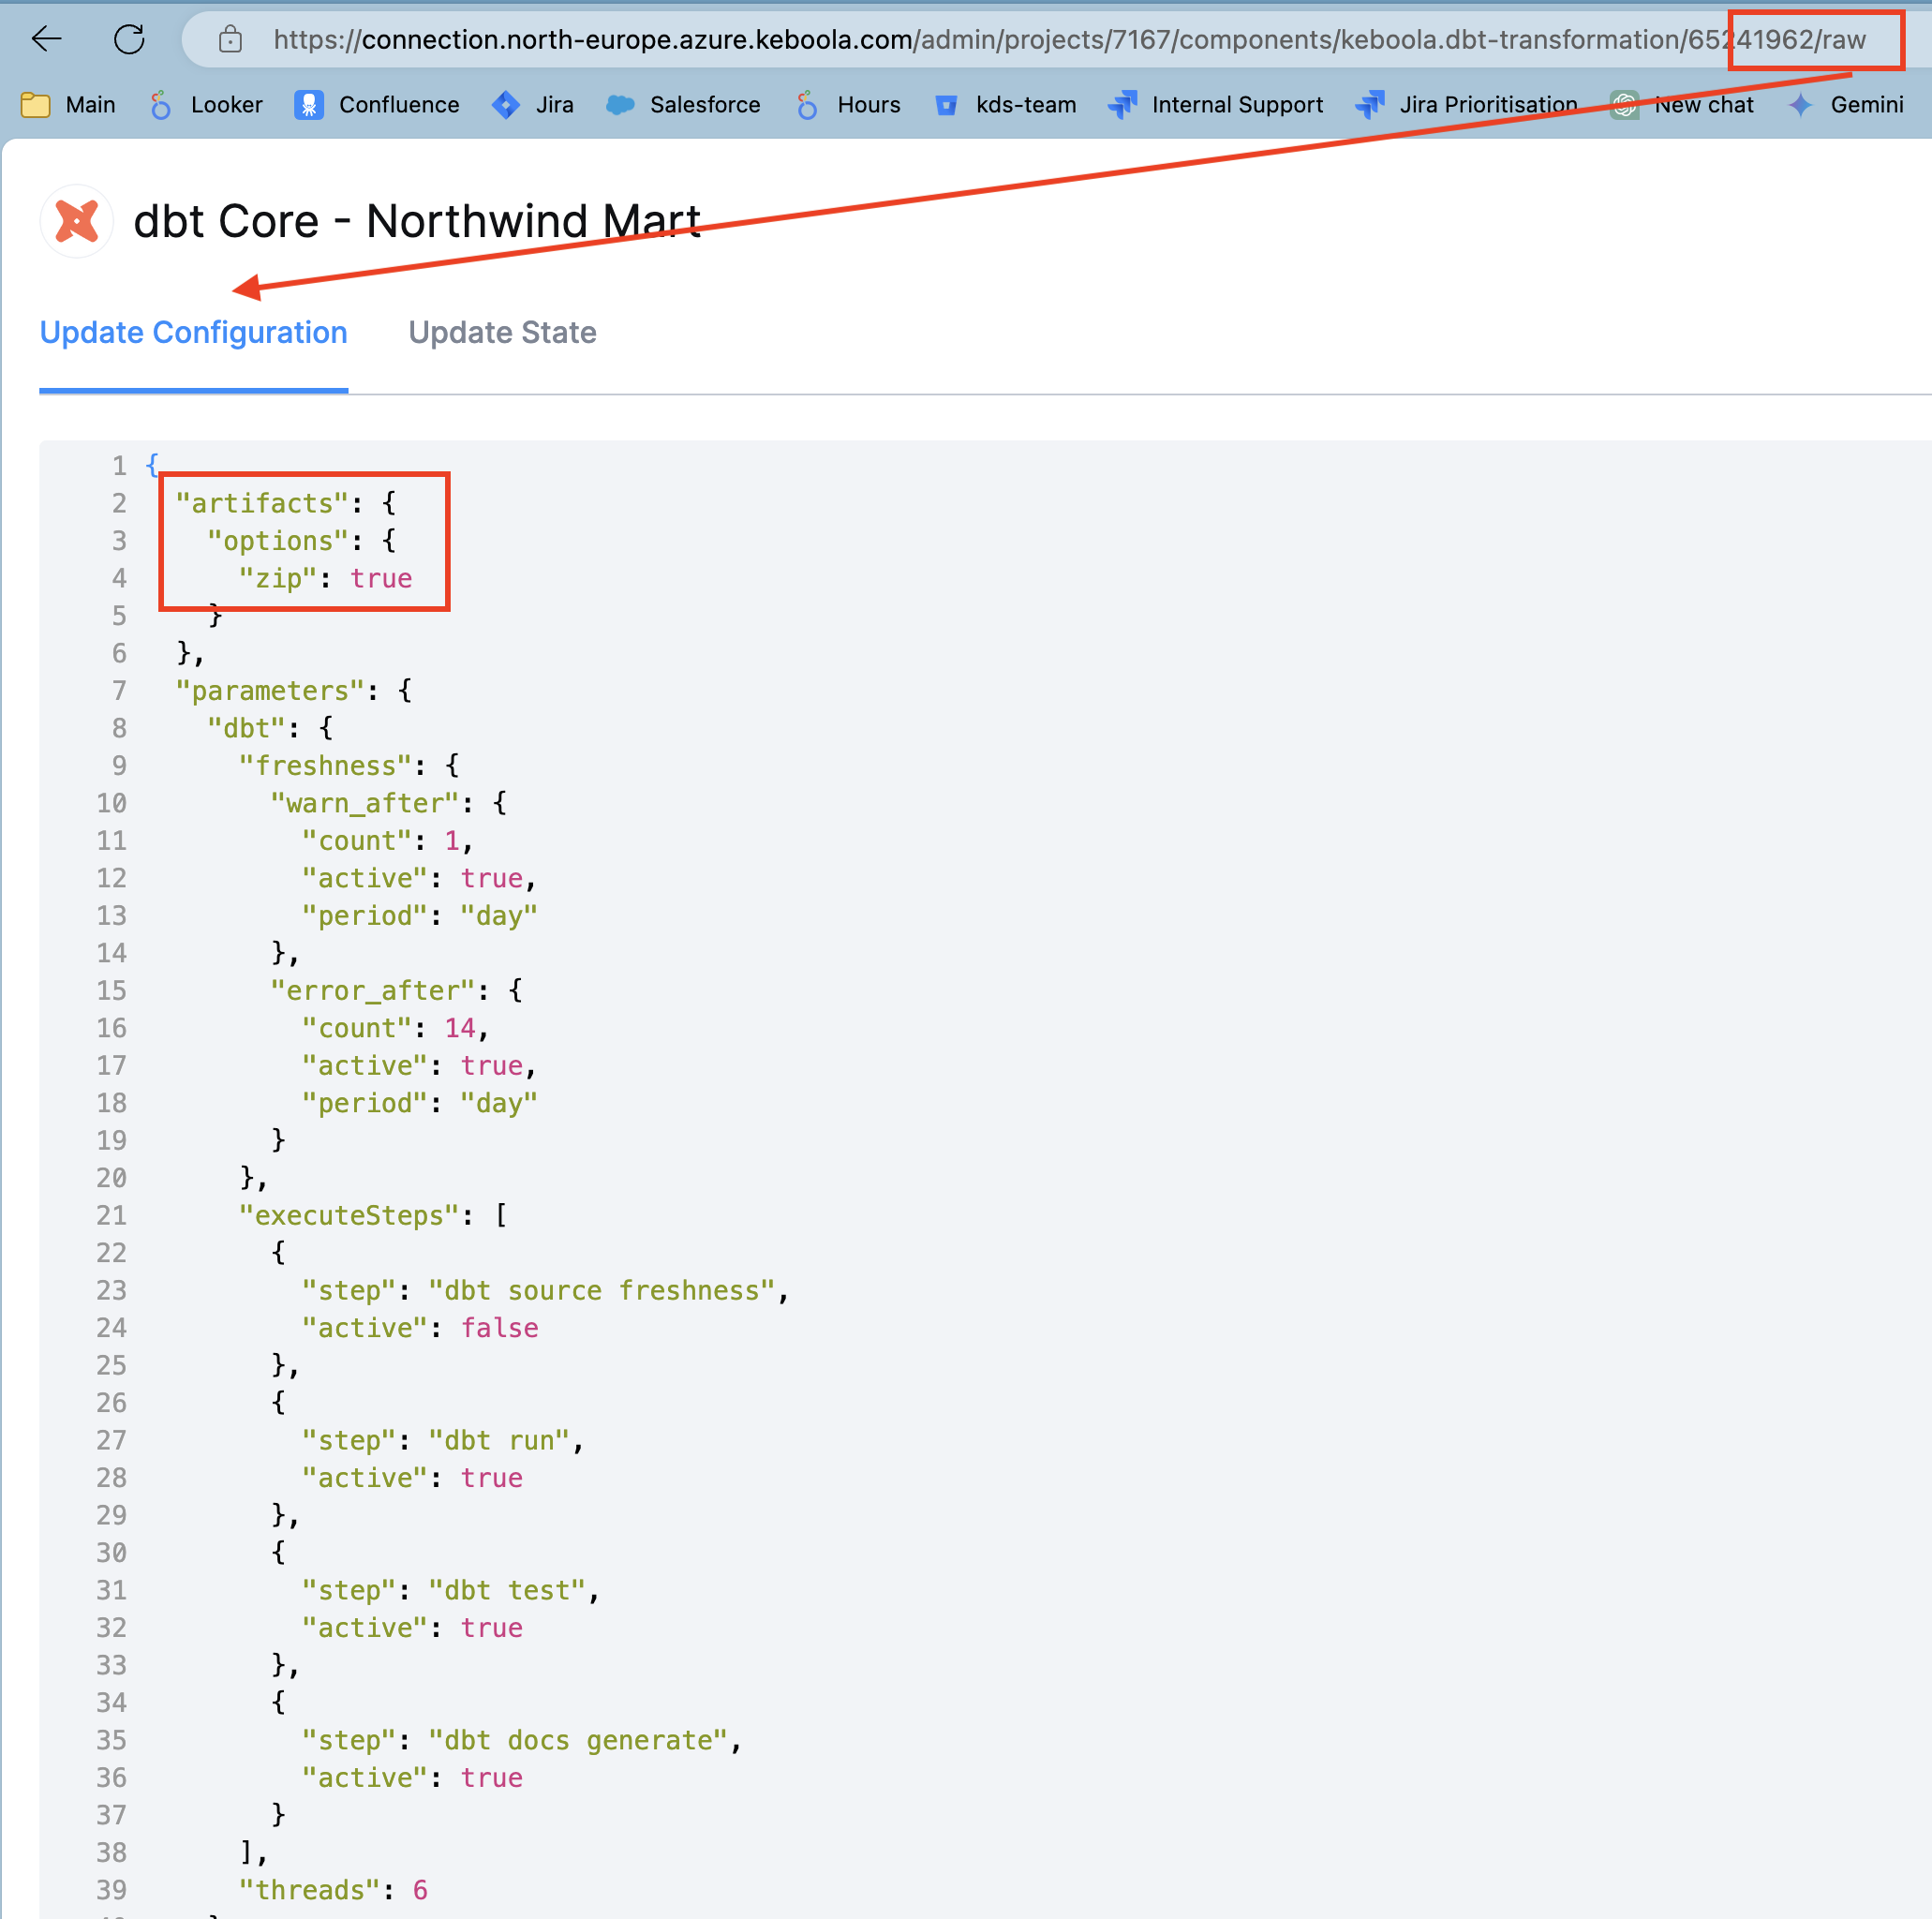 https://connection.north-europe.azure.keboola.com/admin/projects/7167/components/keboola.dbt-transformation/65241962/raw
Main Looker Confluence Jira Salesforce Hours kds-team Internal Support Jira Prioritisation New chat Gemini
dbt Core - Northwind Mart
Update Configuration Update State
1 {
2 "artifacts": {
3 "options": {
4 "zip": true
5 }
6 },
7 "parameters": {
8 "dbt": {
9 "freshness": {
10 "warn_after": {
11 "count": 1,
12 "active": true,
13 "period": "day"
14 },
15 "error_after": {
16 "count": 14,
17 "active": true,
18 "period": "day"
19 }
20 },
21 "executeSteps": [
22 {
23 "step": "dbt source freshness",
24 "active": false
25 },
26 {
27 "step": "dbt run",
28 "active": true
29 },
30 {
31 "step": "dbt test",
32 "active": true
33 },
34 {
35 "step": "dbt docs generate",
36 "active": true
37 }
38 ],
39 "threads": 6